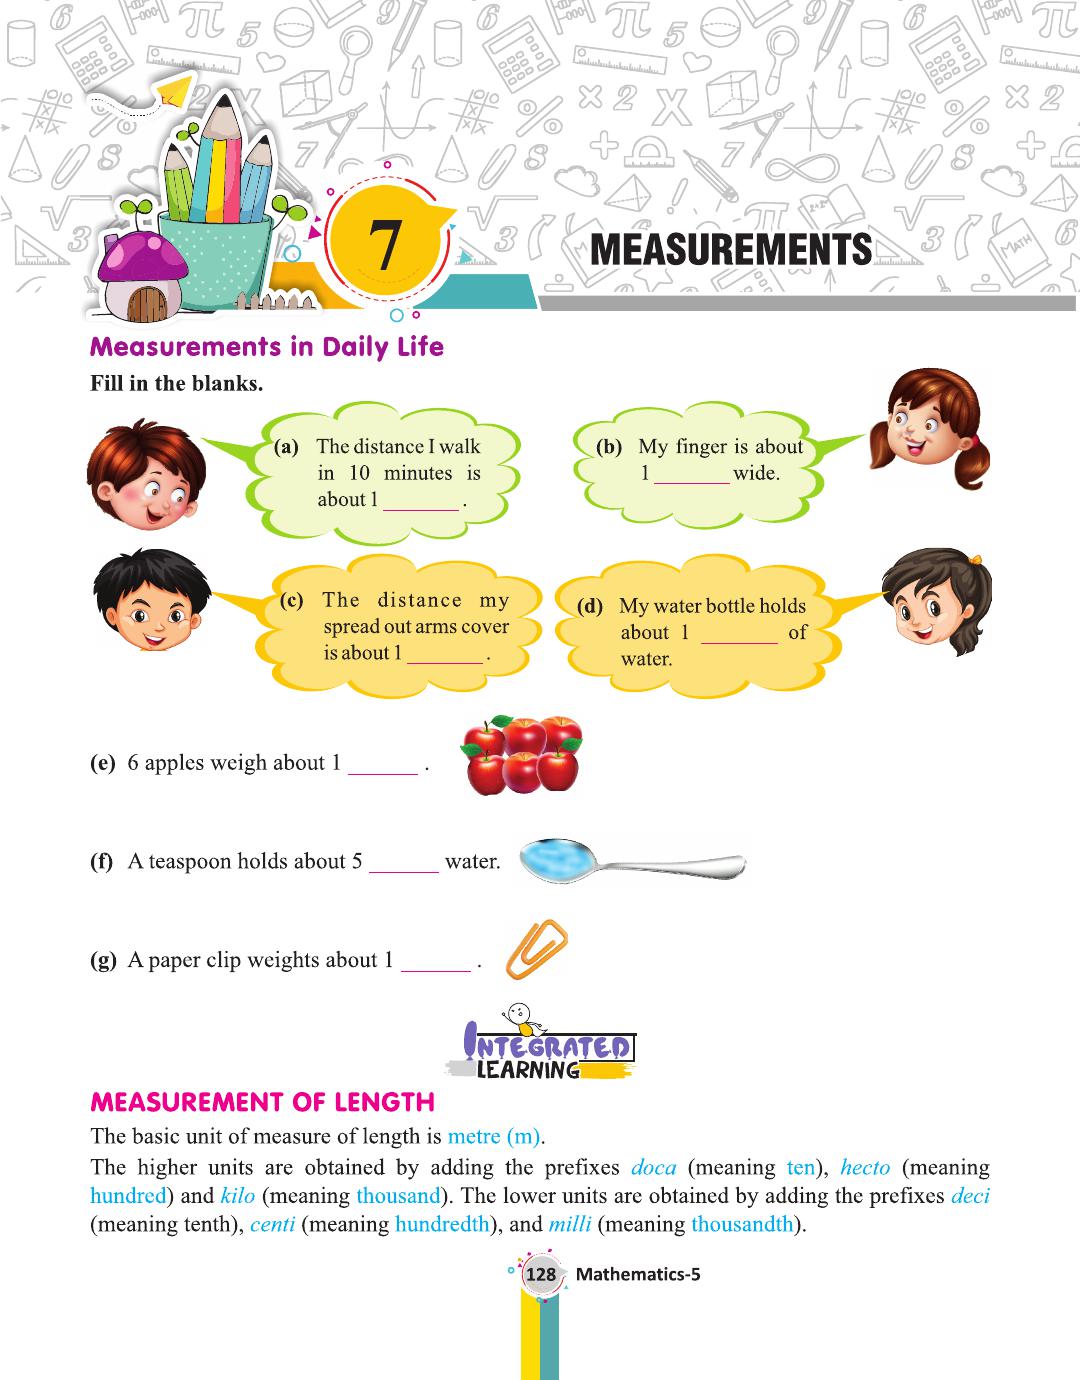 7
MEASUREMENTS
Measurements in Daily Life
Fill in the blanks.
(a) The distance I walk
in 10 minutes is
about 1 _______ .
(b) My finger is about
1 _______ wide.
(c) The distance my
spread out arms cover
is about 1 _______ .
(d) My water bottle holds
about 1 _______ of
water.
(e) 6 apples weigh about 1 _______ .
(f) A teaspoon holds about 5 _______ water.
(g) A paper clip weights about 1 _______ .
INTEGRATED
LEARNING
MEASUREMENT OF LENGTH
The basic unit of measure of length is metre (m).
The higher units are obtained by adding the prefixes doca (meaning ten), hecto (meaning
hundred) and kilo (meaning thousand). The lower units are obtained by adding the prefixes deci
(meaning tenth), centi (meaning hundredth), and milli (meaning thousandth).
128 Mathematics-5